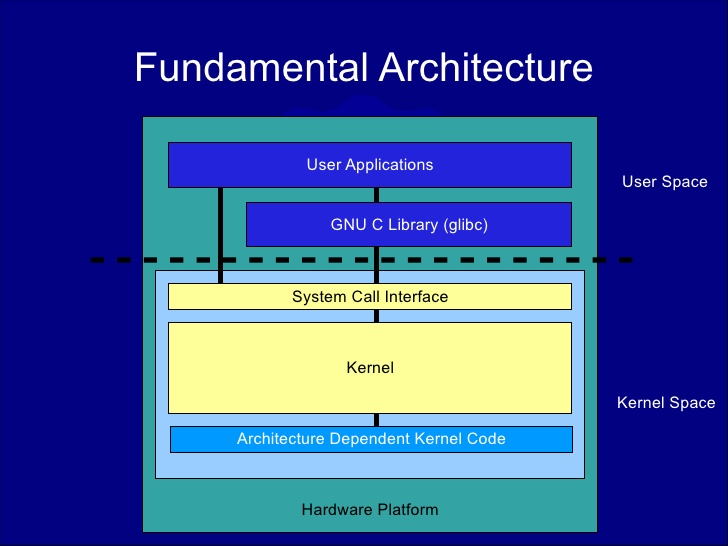 Fundamental Architecture
User Applications
User Space
GNU C Library (glibc)
System Call Interface
Kernel
Kernel Space
Architecture Dependent Kernel Code
Hardware Platform